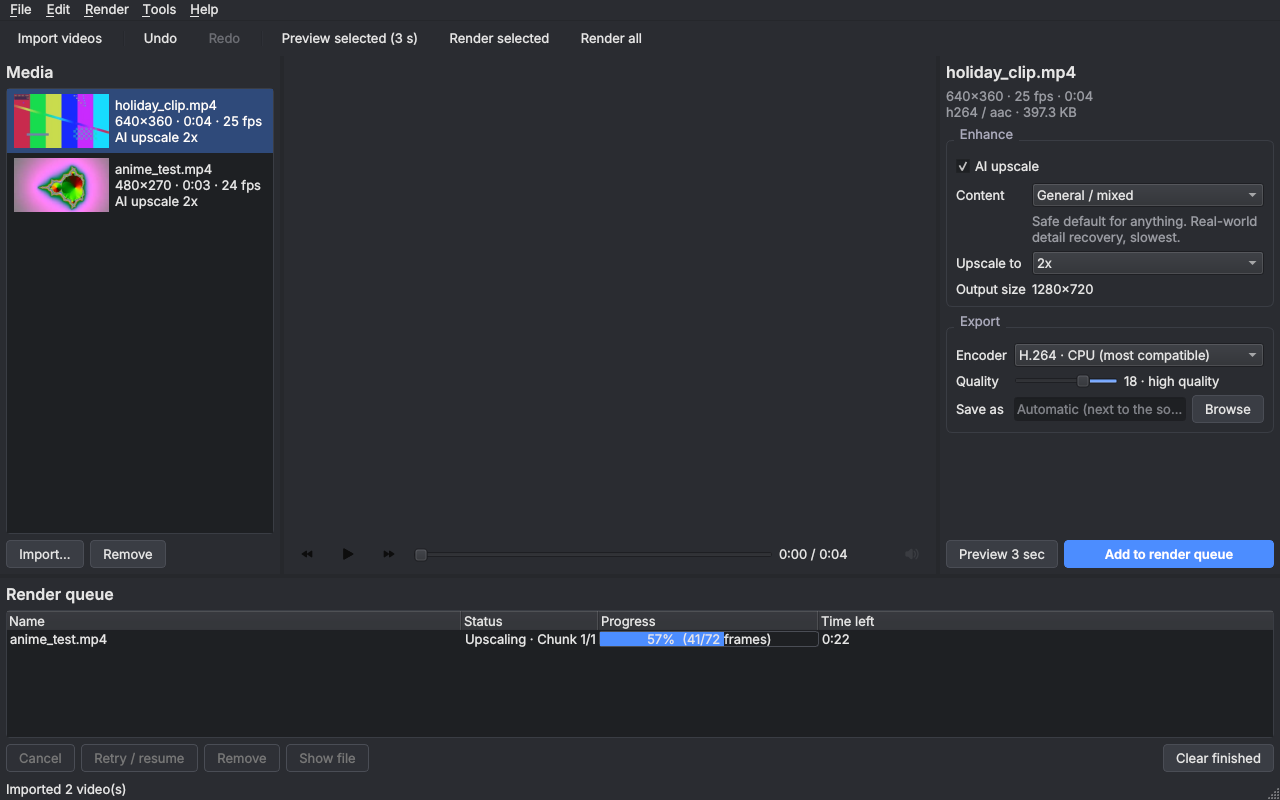 File Edit Render Tools Help
Import videos Undo Redo Preview selected (3 s) Render selected Render all
Media
holiday_clip.mp4
640×360 · 0:04 · 25 fps
AI upscale 2x
anime_test.mp4
480×270 · 0:03 · 24 fps
AI upscale 2x
Import... Remove
0:00 / 0:04
holiday_clip.mp4
640×360 · 25 fps · 0:04
h264 / aac · 397.3 KB
Enhance
AI upscale
Content General / mixed
Safe default for anything. Real-world
detail recovery, slowest.
Upscale to 2x
Output size 1280×720
Export
Encoder H.264 · CPU (most compatible)
Quality 18 · high quality
Save as Automatic (next to the so... Browse
Preview 3 sec Add to render queue
Render queue
Name Status Progress Time left
anime_test.mp4 Upscaling · Chunk 1/1 57% (41/72 frames) 0:22
Cancel Retry / resume Remove Show file Clear finished
Imported 2 video(s)